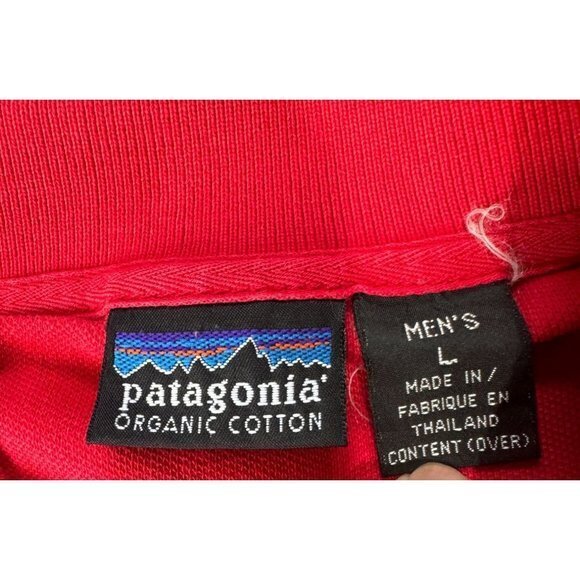 patagonia®
ORGANIC COTTON
MEN'S
L
MADE IN/
FABRIQUE EN
THAILAND
CONTENT (OVER)